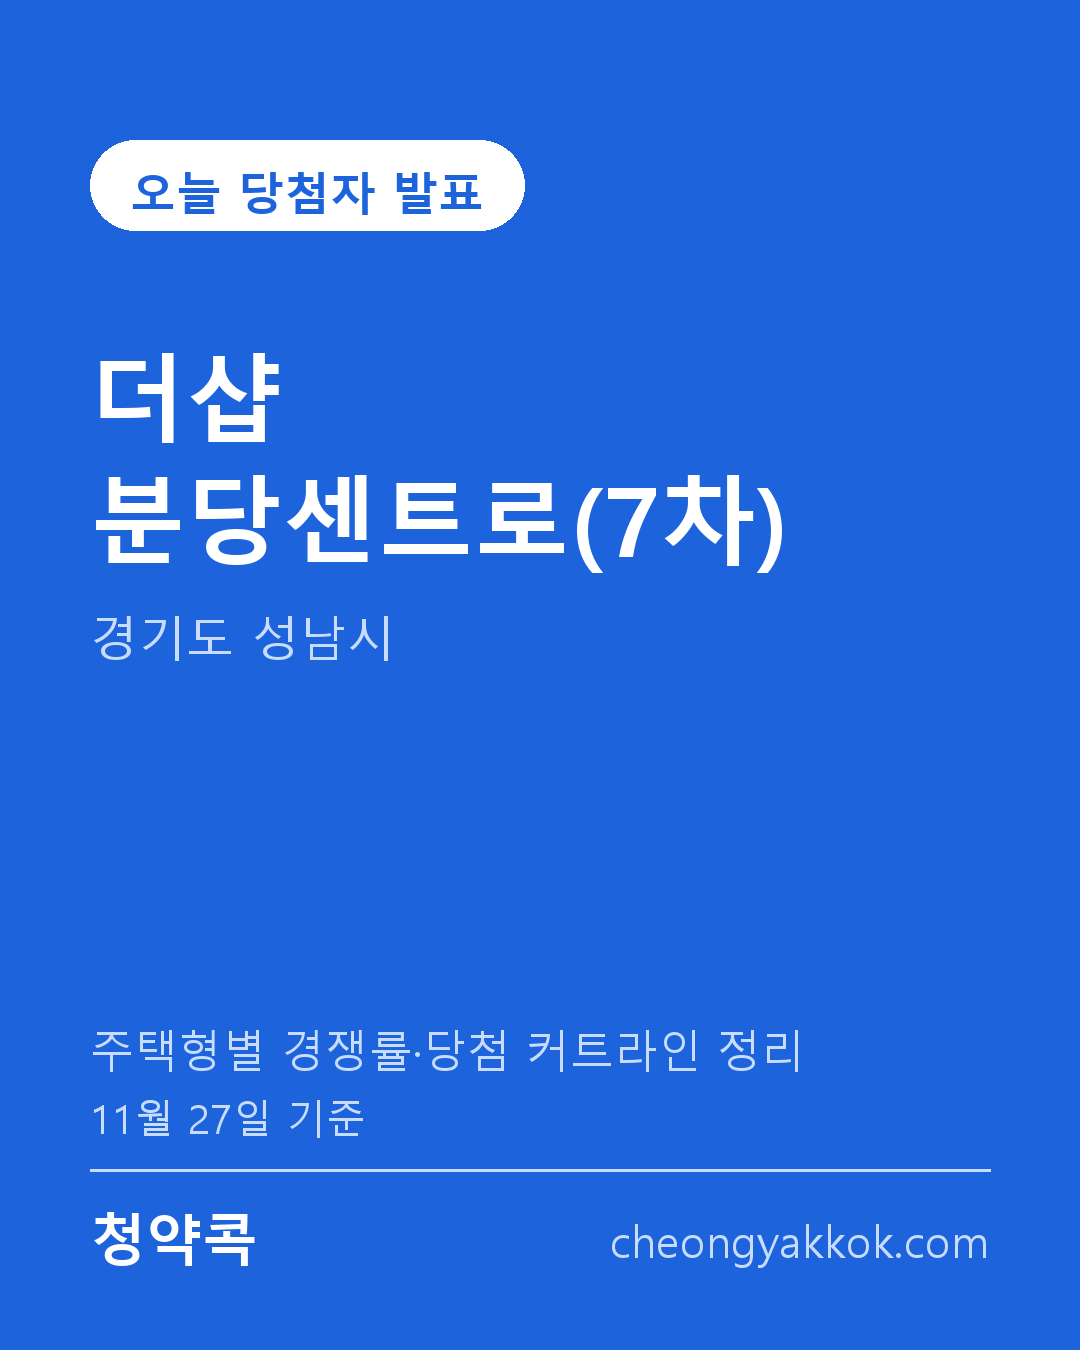 오늘 당첨자 발표
더샵
분당센트로(7차)
경기도 성남시
주택형별 경쟁률·당첨 커트라인 정리
11월 27일 기준
청약콕
cheongyakkok.com